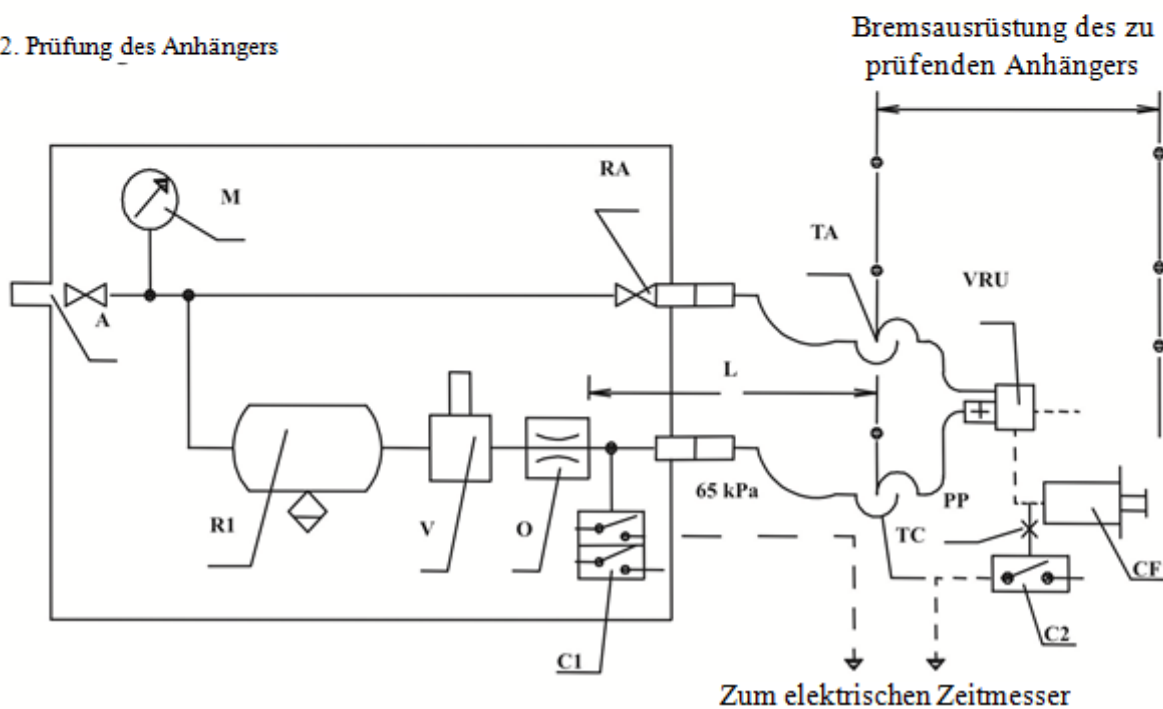 2. Prüfung des Anhängers
Bremsausrüstung des zu
prüfenden Anhängers
M
RA
TA
VRU
A
L
65 kPa
PP
R1
V
O
TC
CF
C1
C2
Zum elektrischen Zeitmesser